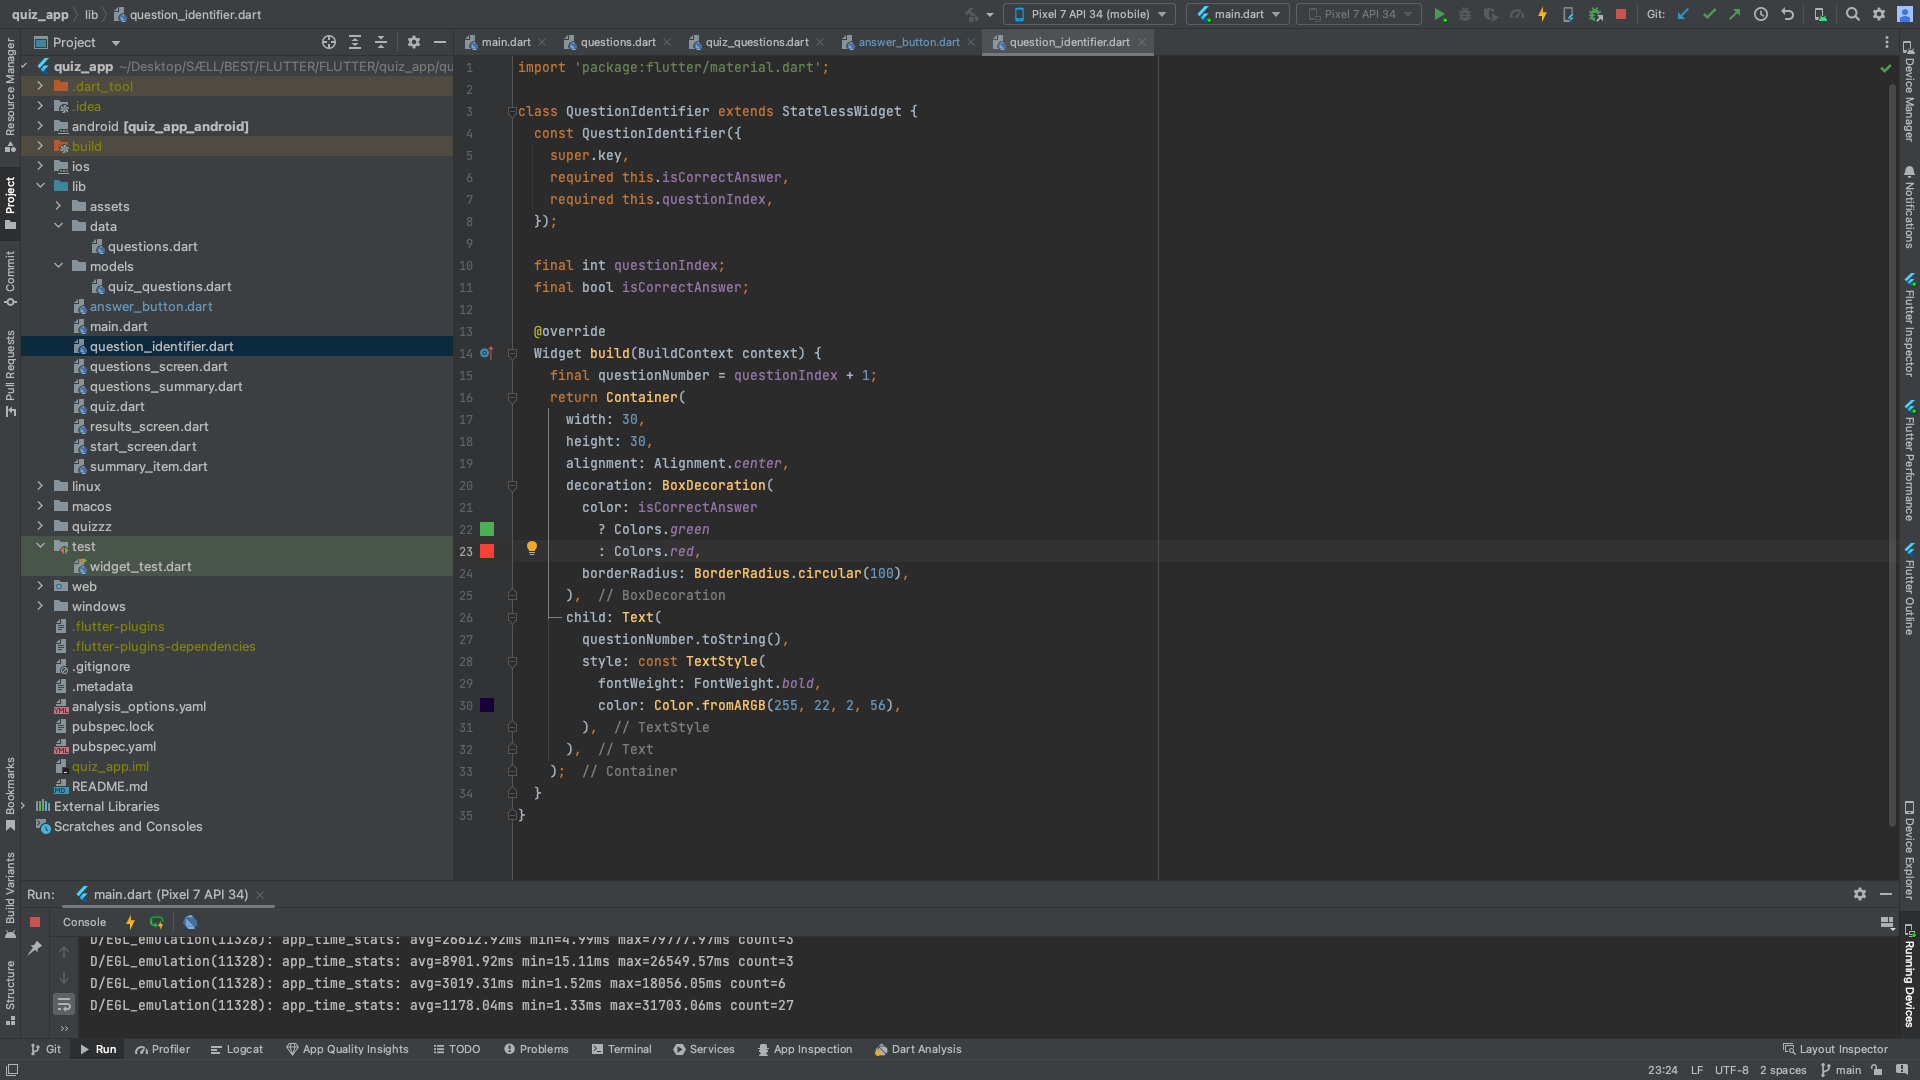 quiz_app
lib
question_identifier.dart
Pixel 7 API 34 (mobile)
main.dart
Pixel 7 API 34
Git:
Project
main.dart
questions.dart
quiz_questions.dart
answer_button.dart
question_identifier.dart
quiz_app ~/Desktop/SÆLL/BEST/FLUTTER/FLUTTER/quiz_app/qu
.dart_tool
.idea
android [quiz_app_android]
build
ios
lib
assets
data
questions.dart
models
quiz_questions.dart
answer_button.dart
main.dart
question_identifier.dart
questions_screen.dart
questions_summary.dart
quiz.dart
results_screen.dart
start_screen.dart
summary_item.dart
linux
macos
quizzz
test
widget_test.dart
web
windows
.flutter-plugins
.flutter-plugins-dependencies
.gitignore
.metadata
analysis_options.yaml
pubspec.lock
pubspec.yaml
quiz_app.iml
README.md
External Libraries
Scratches and Consoles
Resource Manager
Project
Commit
Pull Requests
Bookmarks
Build Variants
Structure
1 import 'package:flutter/material.dart';
2
3 class QuestionIdentifier extends StatelessWidget {
4 const QuestionIdentifier({
5 super.key,
6 required this.isCorrectAnswer,
7 required this.questionIndex,
8 });
9
10 final int questionIndex;
11 final bool isCorrectAnswer;
12
13 @override
14 Widget build(BuildContext context) {
15 final questionNumber = questionIndex + 1;
16 return Container(
17 width: 30,
18 height: 30,
19 alignment: Alignment.center,
20 decoration: BoxDecoration(
21 color: isCorrectAnswer
22 ? Colors.green
23 : Colors.red,
24 borderRadius: BorderRadius.circular(100),
25 ), // BoxDecoration
26 child: Text(
27 questionNumber.toString(),
28 style: const TextStyle(
29 fontWeight: FontWeight.bold,
30 color: Color.fromARGB(255, 22, 2, 56),
31 ), // TextStyle
32 ), // Text
33 ); // Container
34 }
35 }
Device Manager
Notifications
Flutter Inspector
Flutter Performance
Flutter Outline
Device Explorer
Running Devices
Run:
main.dart (Pixel 7 API 34)
Console
D/EGL_emulation(11328): app_time_stats: avg=26612.92ms min=4.99ms max=79777.97ms count=3
D/EGL_emulation(11328): app_time_stats: avg=8901.92ms min=15.11ms max=26549.57ms count=3
D/EGL_emulation(11328): app_time_stats: avg=3019.31ms min=1.52ms max=18056.05ms count=6
D/EGL_emulation(11328): app_time_stats: avg=1178.04ms min=1.33ms max=31703.06ms count=27
Git
Run
Profiler
Logcat
App Quality Insights
TODO
Problems
Terminal
Services
App Inspection
Dart Analysis
Layout Inspector
23:24 LF UTF-8 2 spaces main